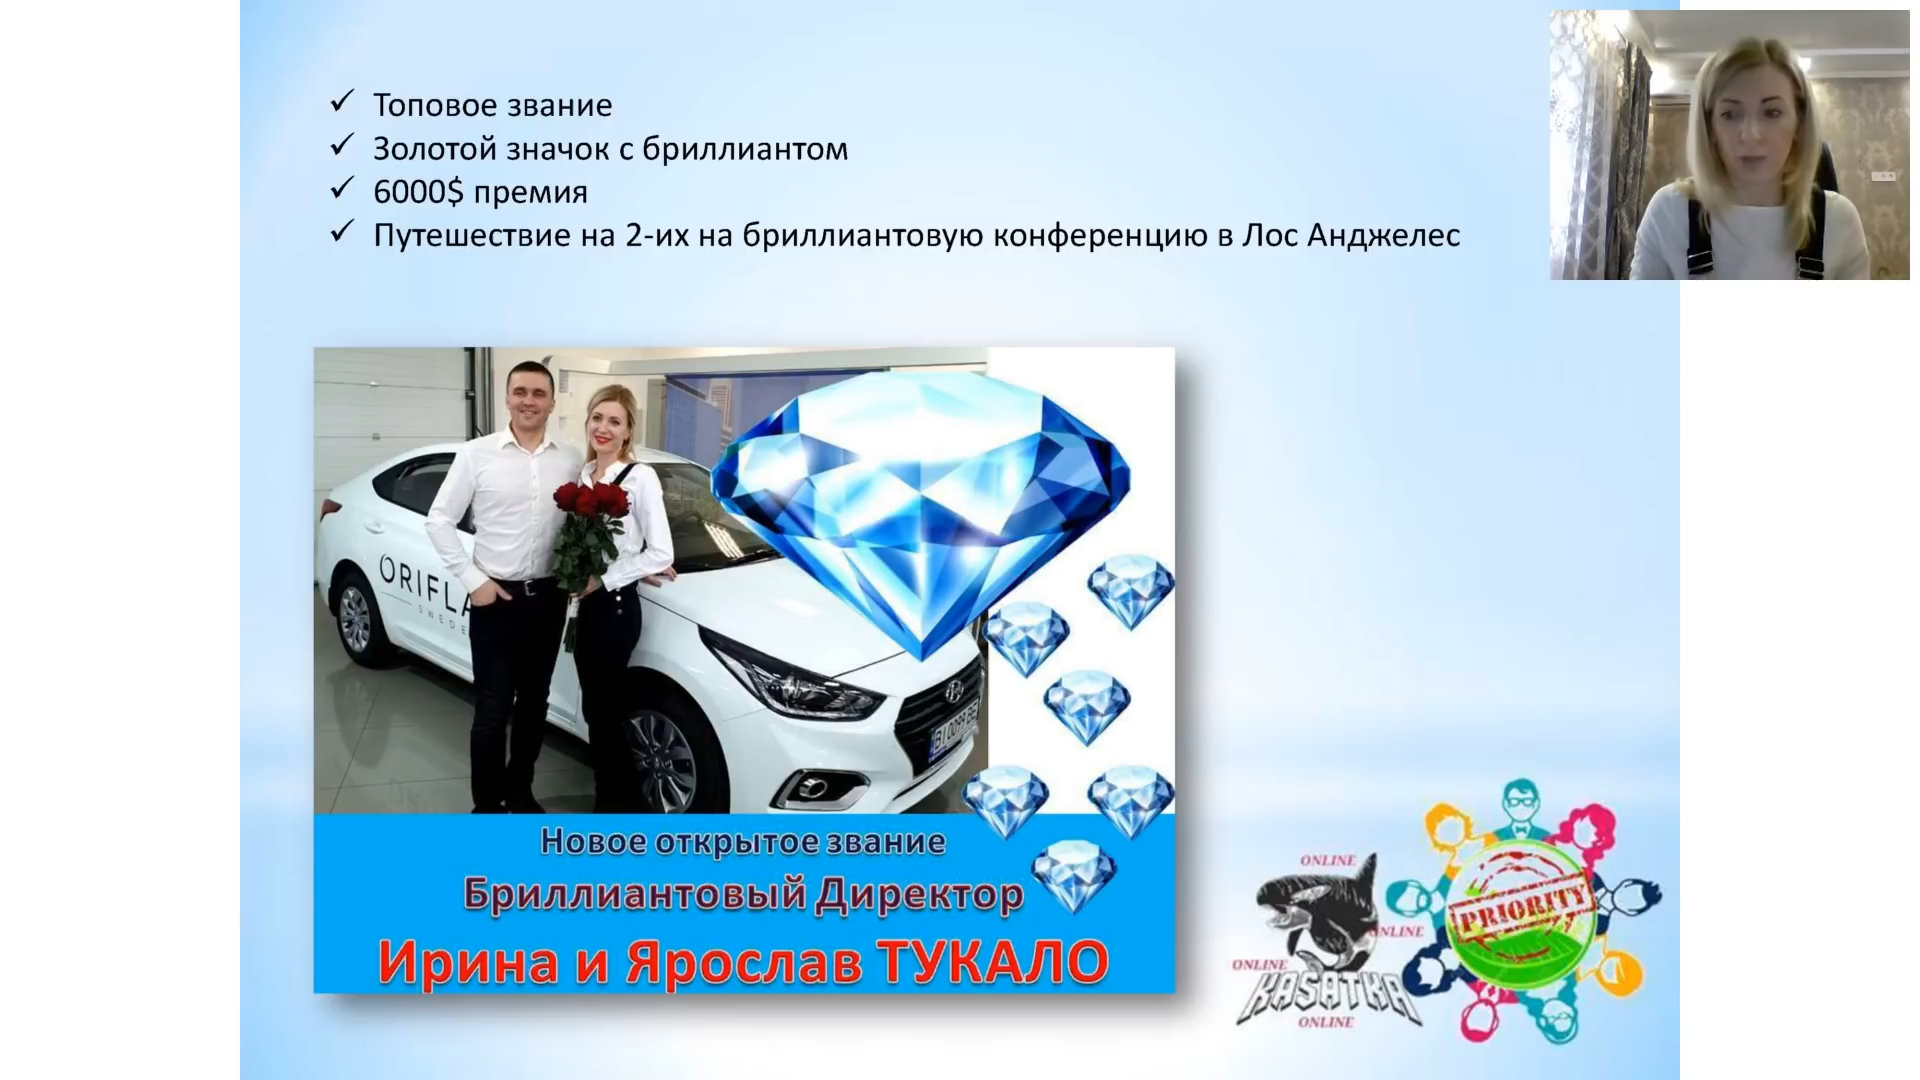 Топовое звание
Золотой значок с бриллиантом
6000$ премия
Путешествие на 2-их на бриллиантовую конференцию в Лос Анджелес
ORIFLA
SWEDE
Новое открытое звание
Бриллиантовый Директор
Ирина и Ярослав ТУКАЛО
ONLINE
ONLINE
ONLINE
KASATKA
ONLINE
PRIORITY